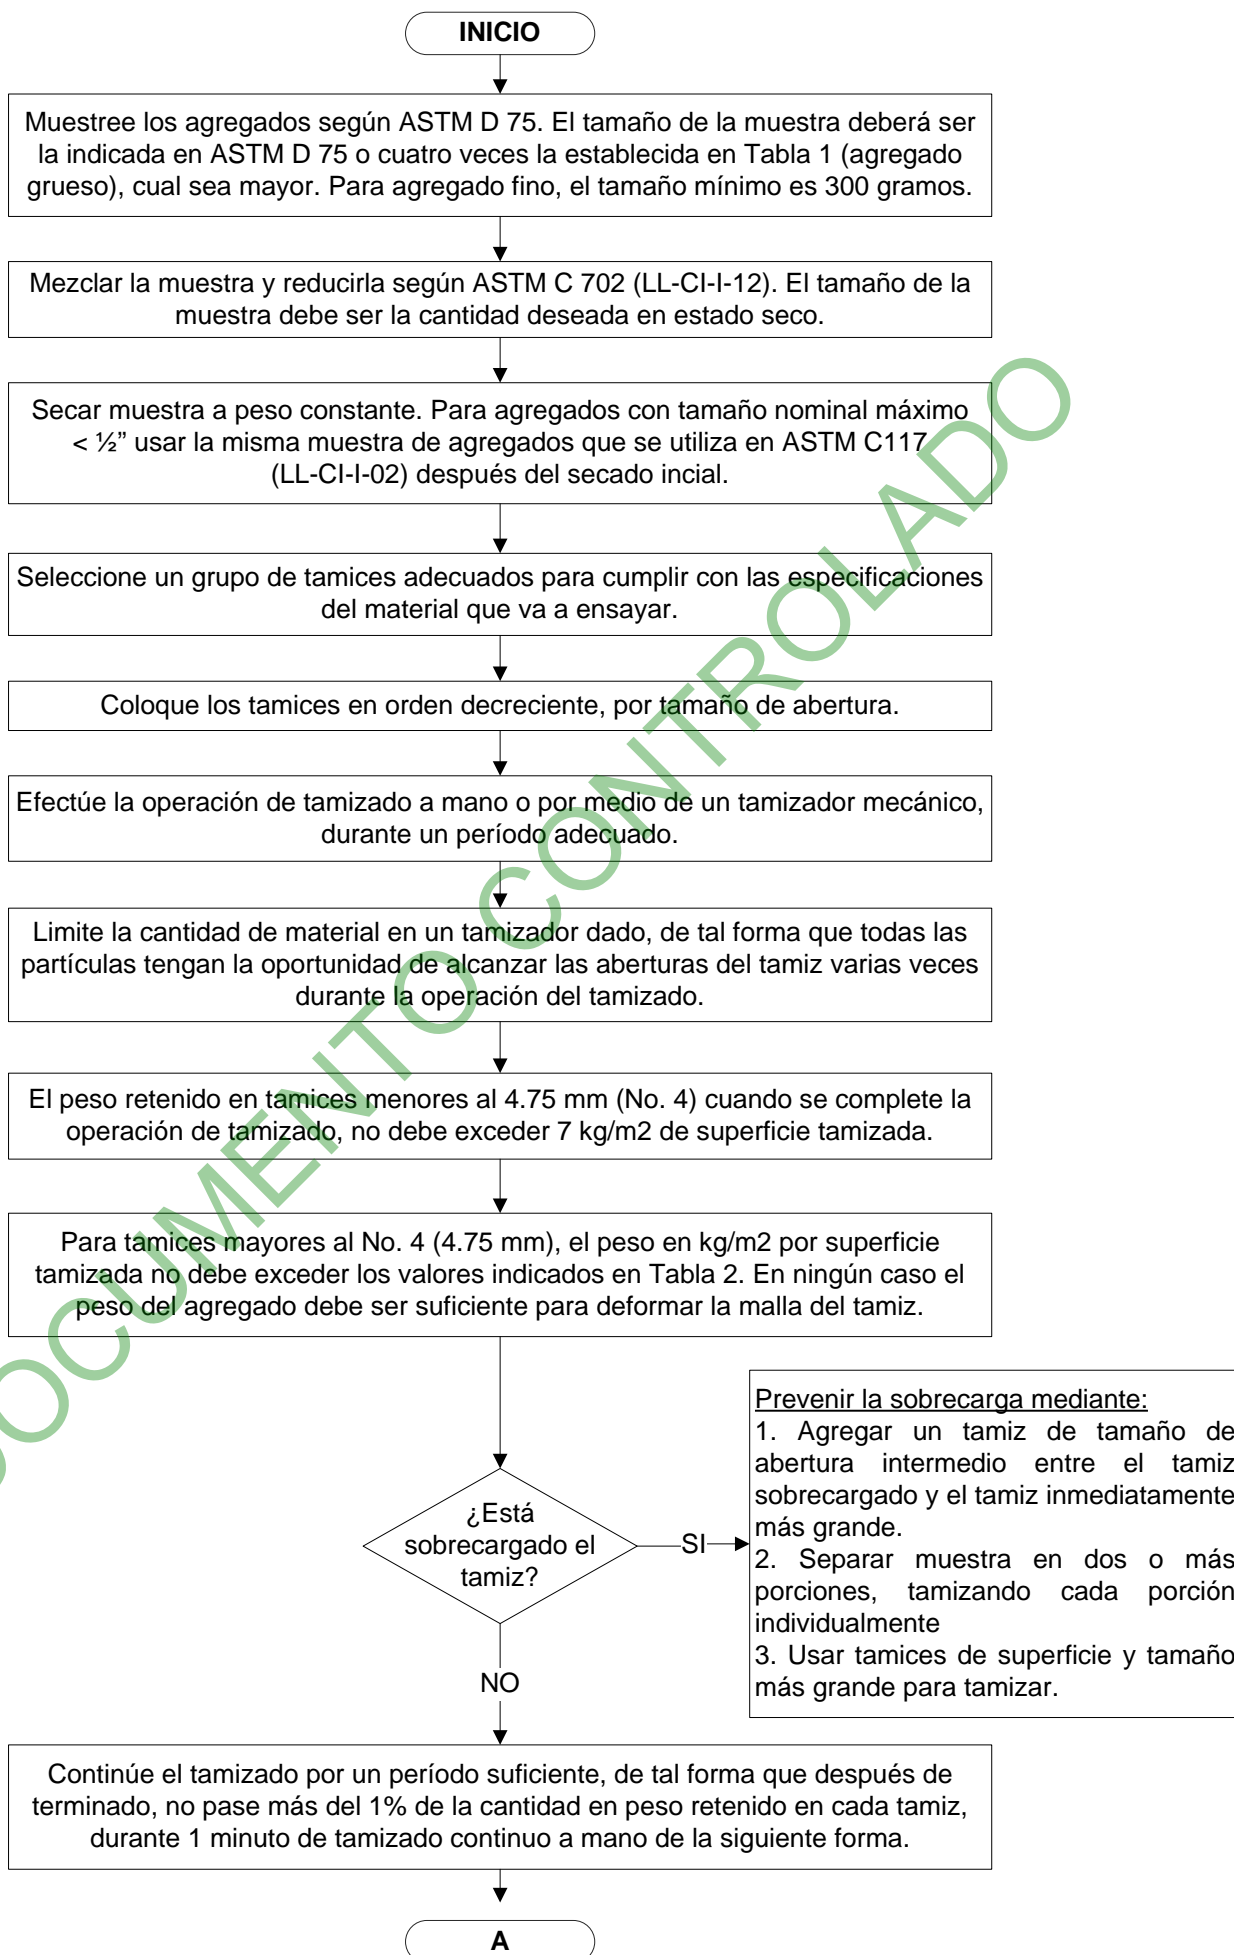 INICIO
Muestree los agregados según ASTM D 75. El tamaño de la muestra deberá ser
la indicada en ASTM D 75 o cuatro veces la establecida en Tabla 1 (agregado
grueso), cual sea mayor. Para agregado fino, el tamaño mínimo es 300 gramos.
Mezclar la muestra y reducirla según ASTM C 702 (LL-CI-I-12). El tamaño de la
muestra debe ser la cantidad deseada en estado seco.
Secar muestra a peso constante. Para agregados con tamaño nominal máximo
< ½” usar la misma muestra de agregados que se utiliza en ASTM C117
(LL-CI-I-02) después del secado incial.
Seleccione un grupo de tamices adecuados para cumplir con las especificaciones
del material que va a ensayar.
Coloque los tamices en orden decreciente, por tamaño de abertura.
Efectúe la operación de tamizado a mano o por medio de un tamizador mecánico,
durante un período adecuado.
Limite la cantidad de material en un tamizador dado, de tal forma que todas las
partículas tengan la oportunidad de alcanzar las aberturas del tamiz varias veces
durante la operación del tamizado.
El peso retenido en tamices menores al 4.75 mm (No. 4) cuando se complete la
operación de tamizado, no debe exceder 7 kg/m2 de superficie tamizada.
Para tamices mayores al No. 4 (4.75 mm), el peso en kg/m2 por superficie
tamizada no debe exceder los valores indicados en Tabla 2. En ningún caso el
peso del agregado debe ser suficiente para deformar la malla del tamiz.
¿Está
sobrecargado el
tamiz?
SI
Prevenir la sobrecarga mediante:
1. Agregar un tamiz de tamaño de
abertura intermedio entre el tamiz
sobrecargado y el tamiz inmediatamente
más grande.
2. Separar muestra en dos o más
porciones, tamizando cada porción
individualmente
3. Usar tamices de superficie y tamaño
más grande para tamizar.
NO
Continúe el tamizado por un período suficiente, de tal forma que después de
terminado, no pase más del 1% de la cantidad en peso retenido en cada tamiz,
durante 1 minuto de tamizado continuo a mano de la siguiente forma.
A
DOCUMENTO CONTROLADO